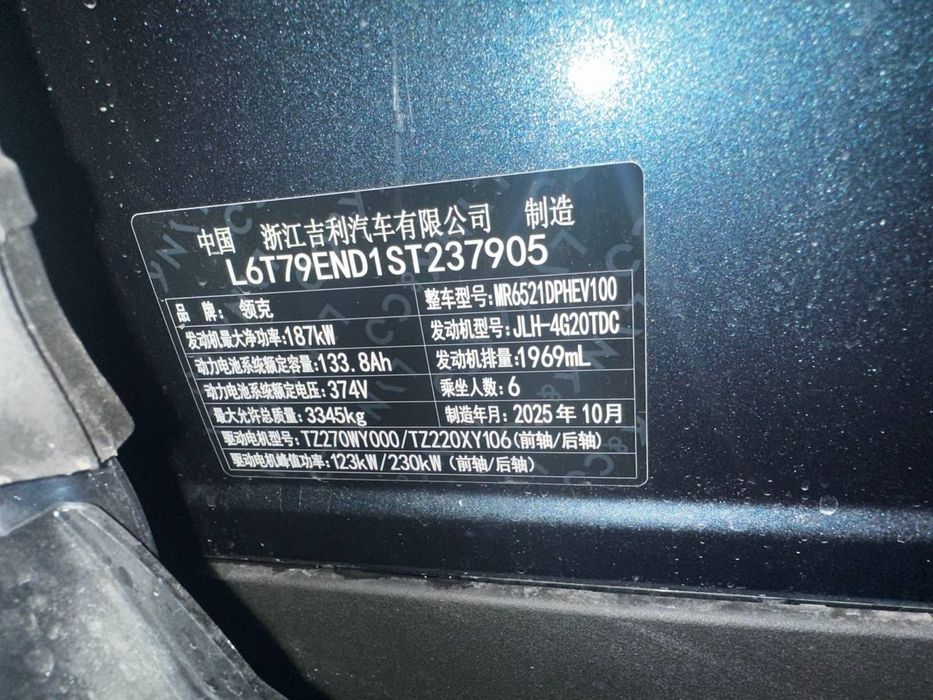 中国 浙江吉利汽车有限公司 制造
L6T79END1ST237905
品 牌: 领克 整车型号:MR6521DPHEV100
发动机最大净功率:187kW 发动机型号:JLH-4G20TDC
动力电池系统额定容量:133.8Ah 发动机排量:1969mL
动力电池系统额定电压:374V 乘坐人数:6
最大允许总质量:3345kg 制造年月:2025年10月
驱动电机型号:TZ270WY000/TZ220XY106(前轴/后轴)
驱动电机峰值功率:123kW/230kW (前轴/后轴)